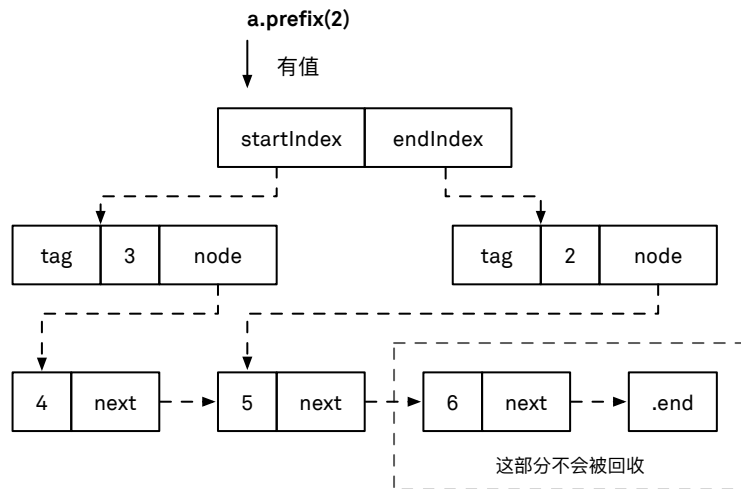 a.prefix(2)
有值
startIndex endIndex
tag 3 node tag 2 node
4 next 5 next 6 next .end
这部分不会被回收